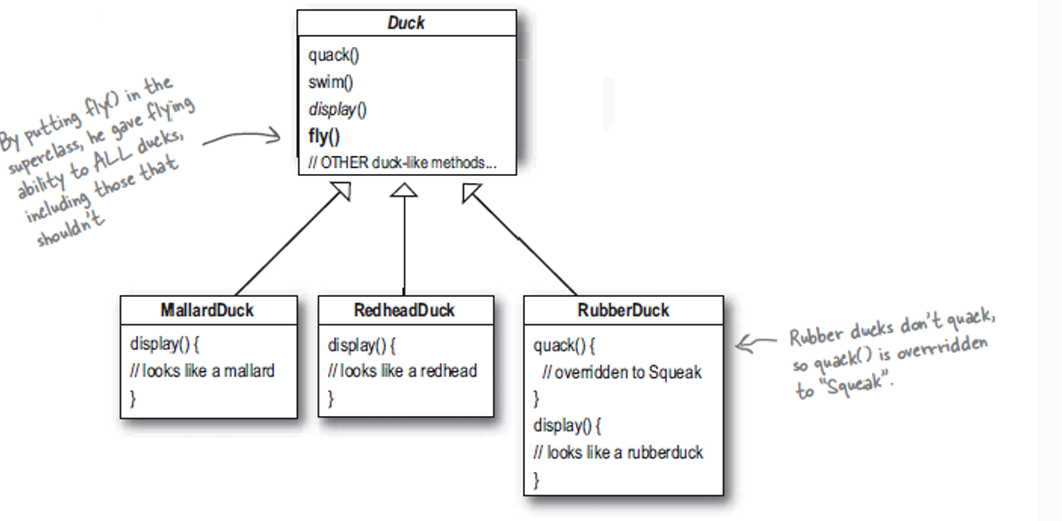 Duck
quack()
swim()
display()
fly()
// OTHER duck-like methods...
By putting fly() in the
superclass, he gave flying
ability to ALL ducks,
including those that
shouldn't
MallardDuck
display() {
// looks like a mallard
}
RedheadDuck
display() {
// looks like a redhead
}
RubberDuck
quack() {
// overridden to Squeak
}
display() {
// looks like a rubberduck
}
Rubber ducks don't quack,
so quack() is overrridden
to "Squeak".